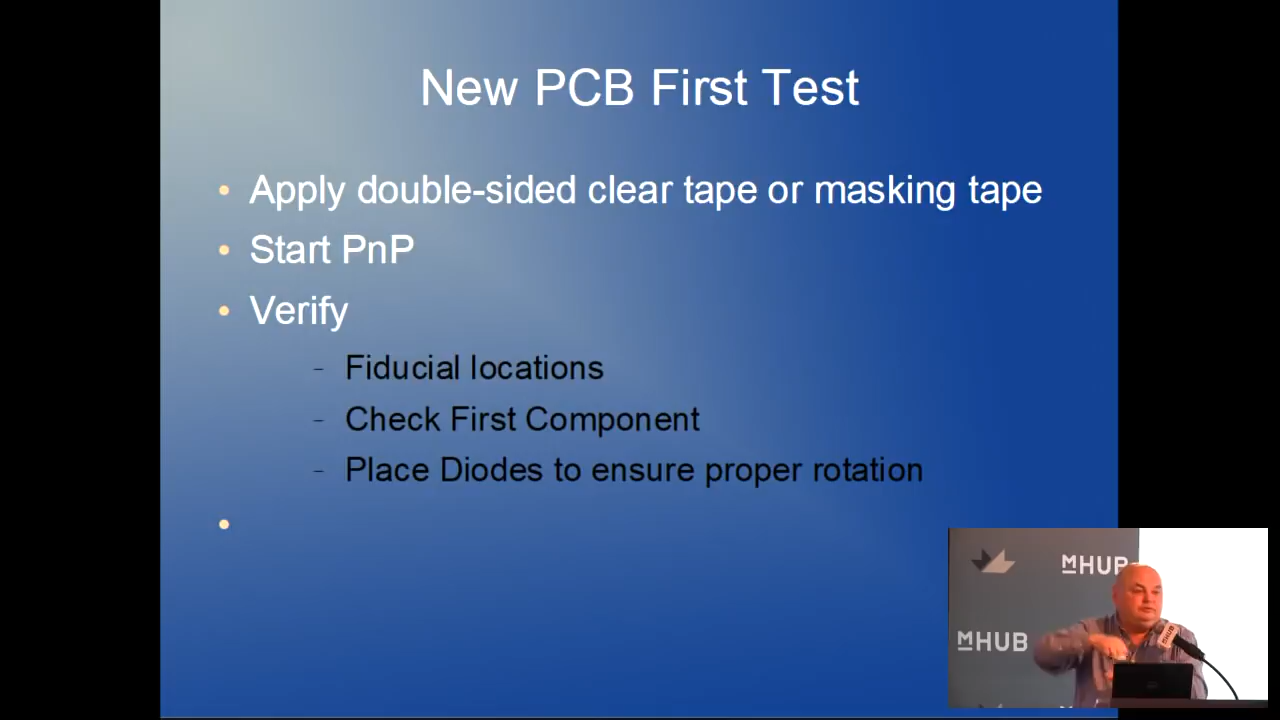 New PCB First Test
• Apply double-sided clear tape or masking tape
• Start PnP
• Verify
– Fiducial locations
– Check First Component
– Place Diodes to ensure proper rotation
•
MHUB
MHUB
MHUB